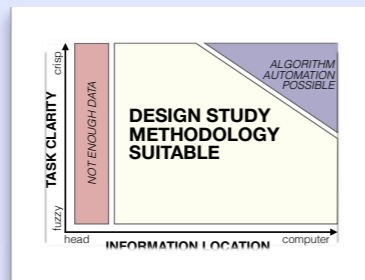 crisp
TASK CLARITY
fuzzy
NOT ENOUGH DATA
ALGORITHM
AUTOMATION
POSSIBLE
DESIGN STUDY
METHODOLOGY
SUITABLE
head
INFORMATION LOCATION
computer